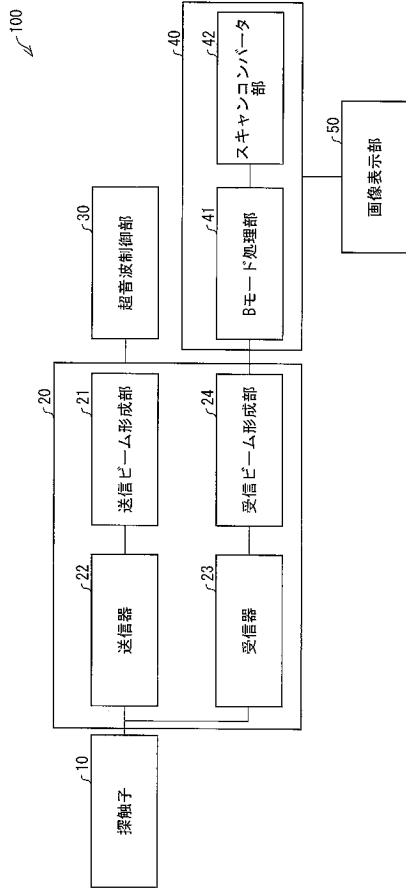 100
10
探触子
20
22
送信器
21
送信ビーム形成部
23
受信器
24
受信ビーム形成部
30
超音波制御部
40
41
Bモード処理部
42
スキャンコンバータ
部
50
画像表示部